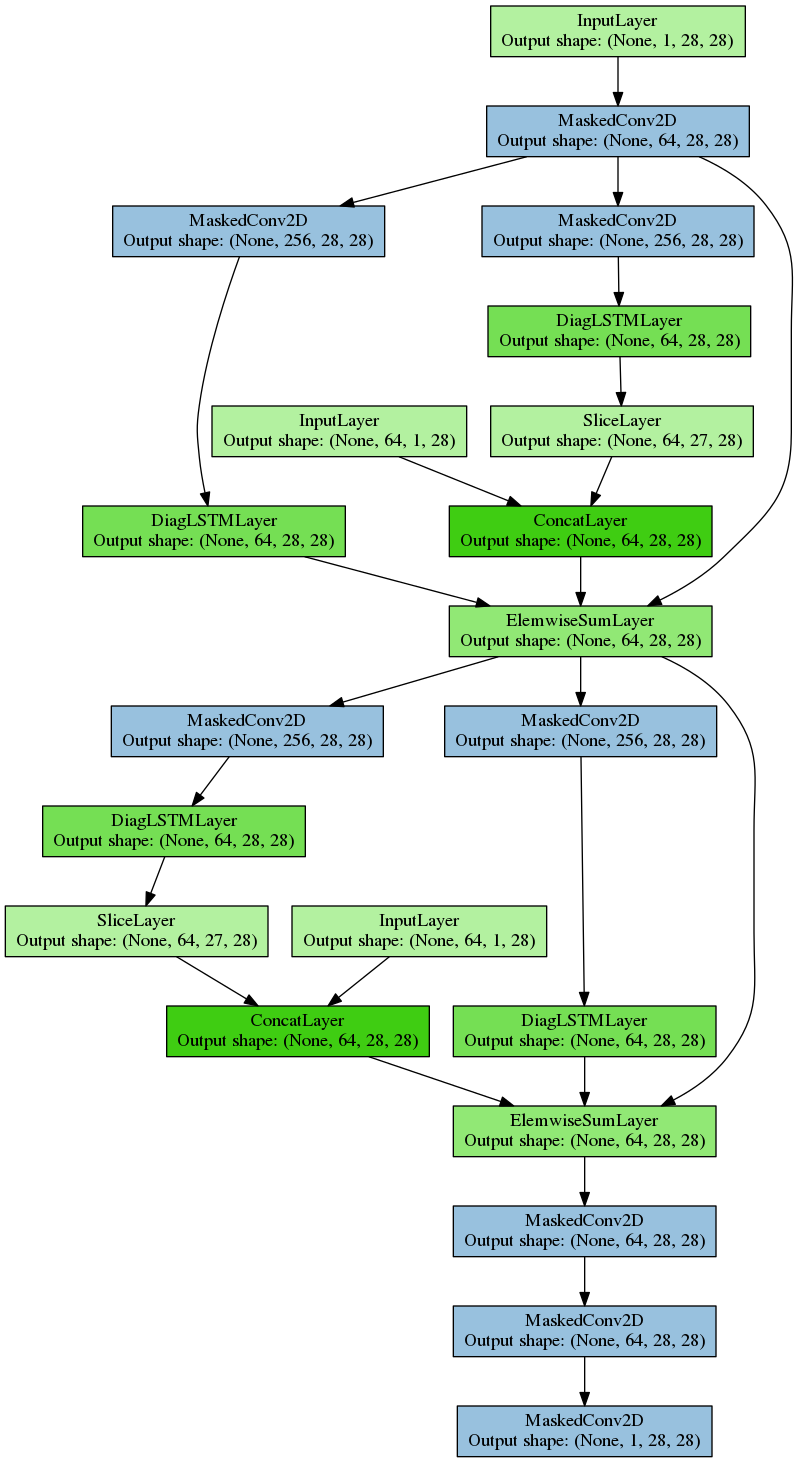 InputLayer
Output shape: (None, 1, 28, 28)
MaskedConv2D
Output shape: (None, 64, 28, 28)
MaskedConv2D
Output shape: (None, 256, 28, 28)
MaskedConv2D
Output shape: (None, 256, 28, 28)
DiagLSTMLayer
Output shape: (None, 64, 28, 28)
InputLayer
Output shape: (None, 64, 1, 28)
SliceLayer
Output shape: (None, 64, 27, 28)
DiagLSTMLayer
Output shape: (None, 64, 28, 28)
ConcatLayer
Output shape: (None, 64, 28, 28)
ElemwiseSumLayer
Output shape: (None, 64, 28, 28)
MaskedConv2D
Output shape: (None, 256, 28, 28)
MaskedConv2D
Output shape: (None, 256, 28, 28)
DiagLSTMLayer
Output shape: (None, 64, 28, 28)
SliceLayer
Output shape: (None, 64, 27, 28)
InputLayer
Output shape: (None, 64, 1, 28)
ConcatLayer
Output shape: (None, 64, 28, 28)
DiagLSTMLayer
Output shape: (None, 64, 28, 28)
ElemwiseSumLayer
Output shape: (None, 64, 28, 28)
MaskedConv2D
Output shape: (None, 64, 28, 28)
MaskedConv2D
Output shape: (None, 64, 28, 28)
MaskedConv2D
Output shape: (None, 1, 28, 28)